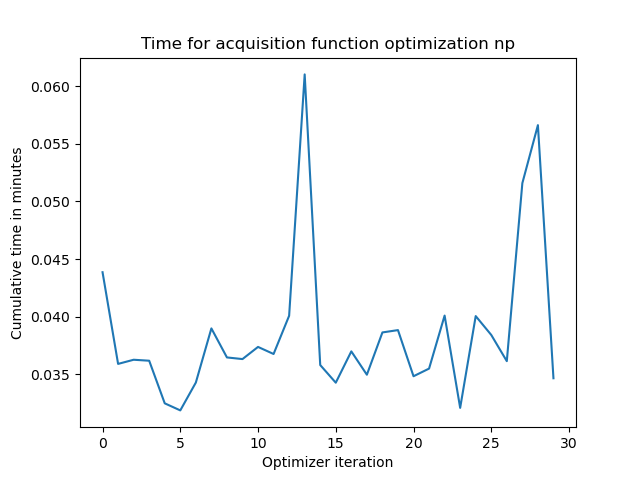 Time for acquisition function optimization np
Cumulative time in minutes
0.060
0.055
0.050
0.045
0.040
0.035
0 5 10 15 20 25 30
Optimizer iteration